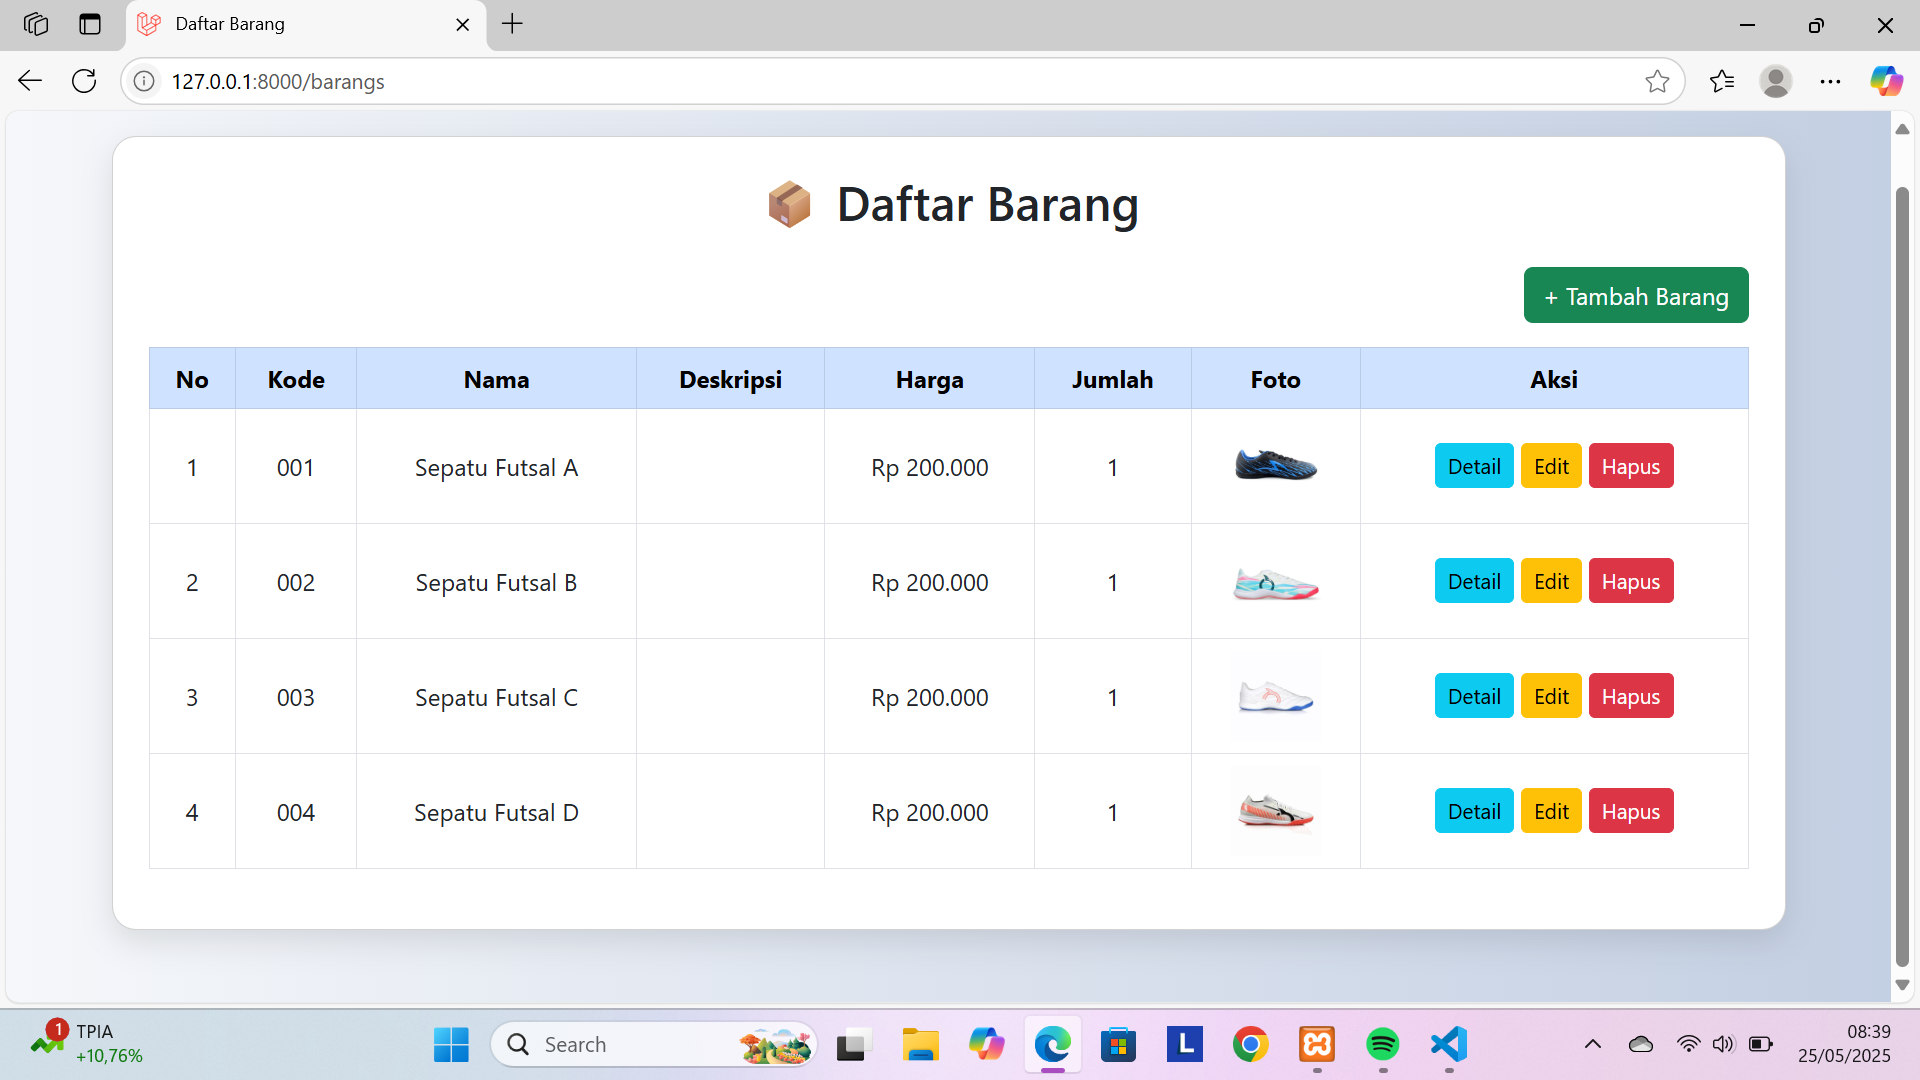 Daftar Barang
127.0.0.1:8000/barangs
Daftar Barang
+ Tambah Barang
No Kode Nama Deskripsi Harga Jumlah Foto Aksi
1 001 Sepatu Futsal A Rp 200.000 1 Detail Edit Hapus
2 002 Sepatu Futsal B Rp 200.000 1 Detail Edit Hapus
3 003 Sepatu Futsal C Rp 200.000 1 Detail Edit Hapus
4 004 Sepatu Futsal D Rp 200.000 1 Detail Edit Hapus
1 TPIA
+10,76%
Search
L
08:39
25/05/2025